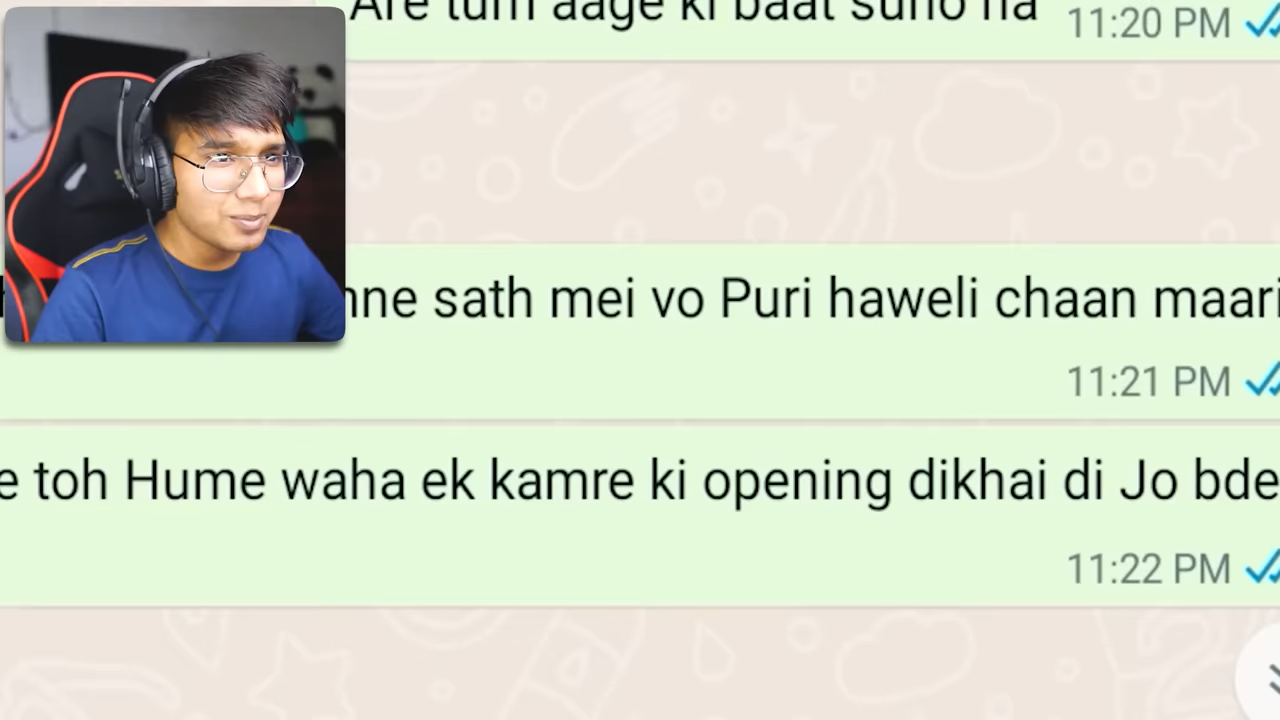 Are tum aage ki baat suno na 11:20 PM
sath mei vo Puri haweli chaan maari
11:21 PM
toh Hume waha ek kamre ki opening dikhai di Jo bde
11:22 PM